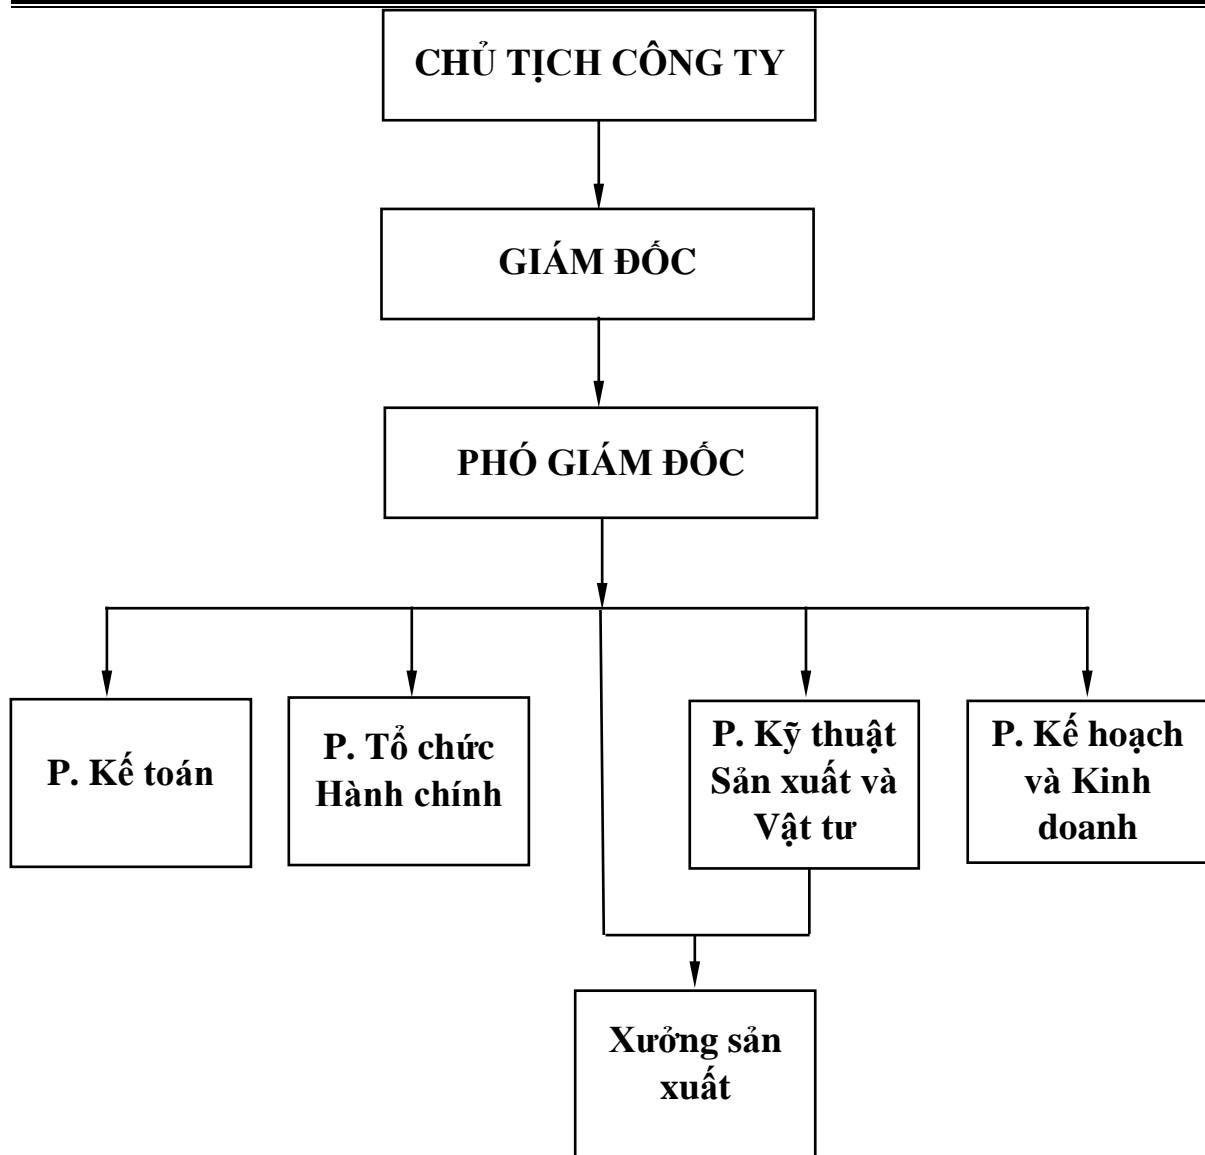 CHỦ TỊCH CÔNG TY
GIÁM ĐỐC
PHÓ GIÁM ĐỐC
P. Kế toán
P. Tổ chức
Hành chính
P. Kỹ thuật
Sản xuất và
Vật tư
P. Kế hoạch
và Kinh
doanh
Xưởng sản
xuất